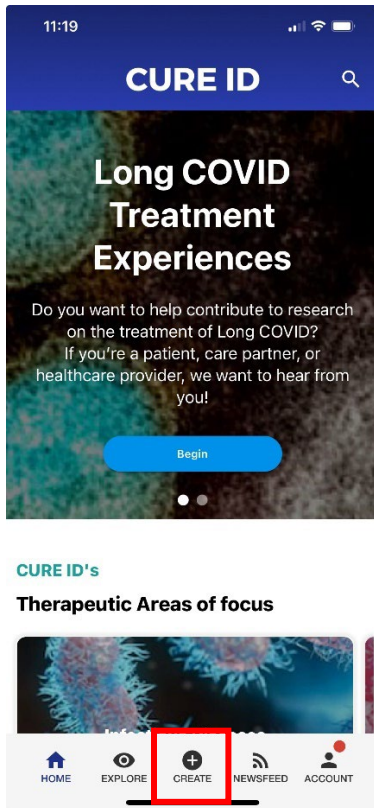 11:19
CURE ID
Long COVID
Treatment
Experiences
Do you want to help contribute to research
on the treatment of Long COVID?
If you're a patient, care partner, or
healthcare provider, we want to hear from
you!
Begin
CURE ID's
Therapeutic Areas of focus
HOME EXPLORE CREATE NEWSFEED ACCOUNT